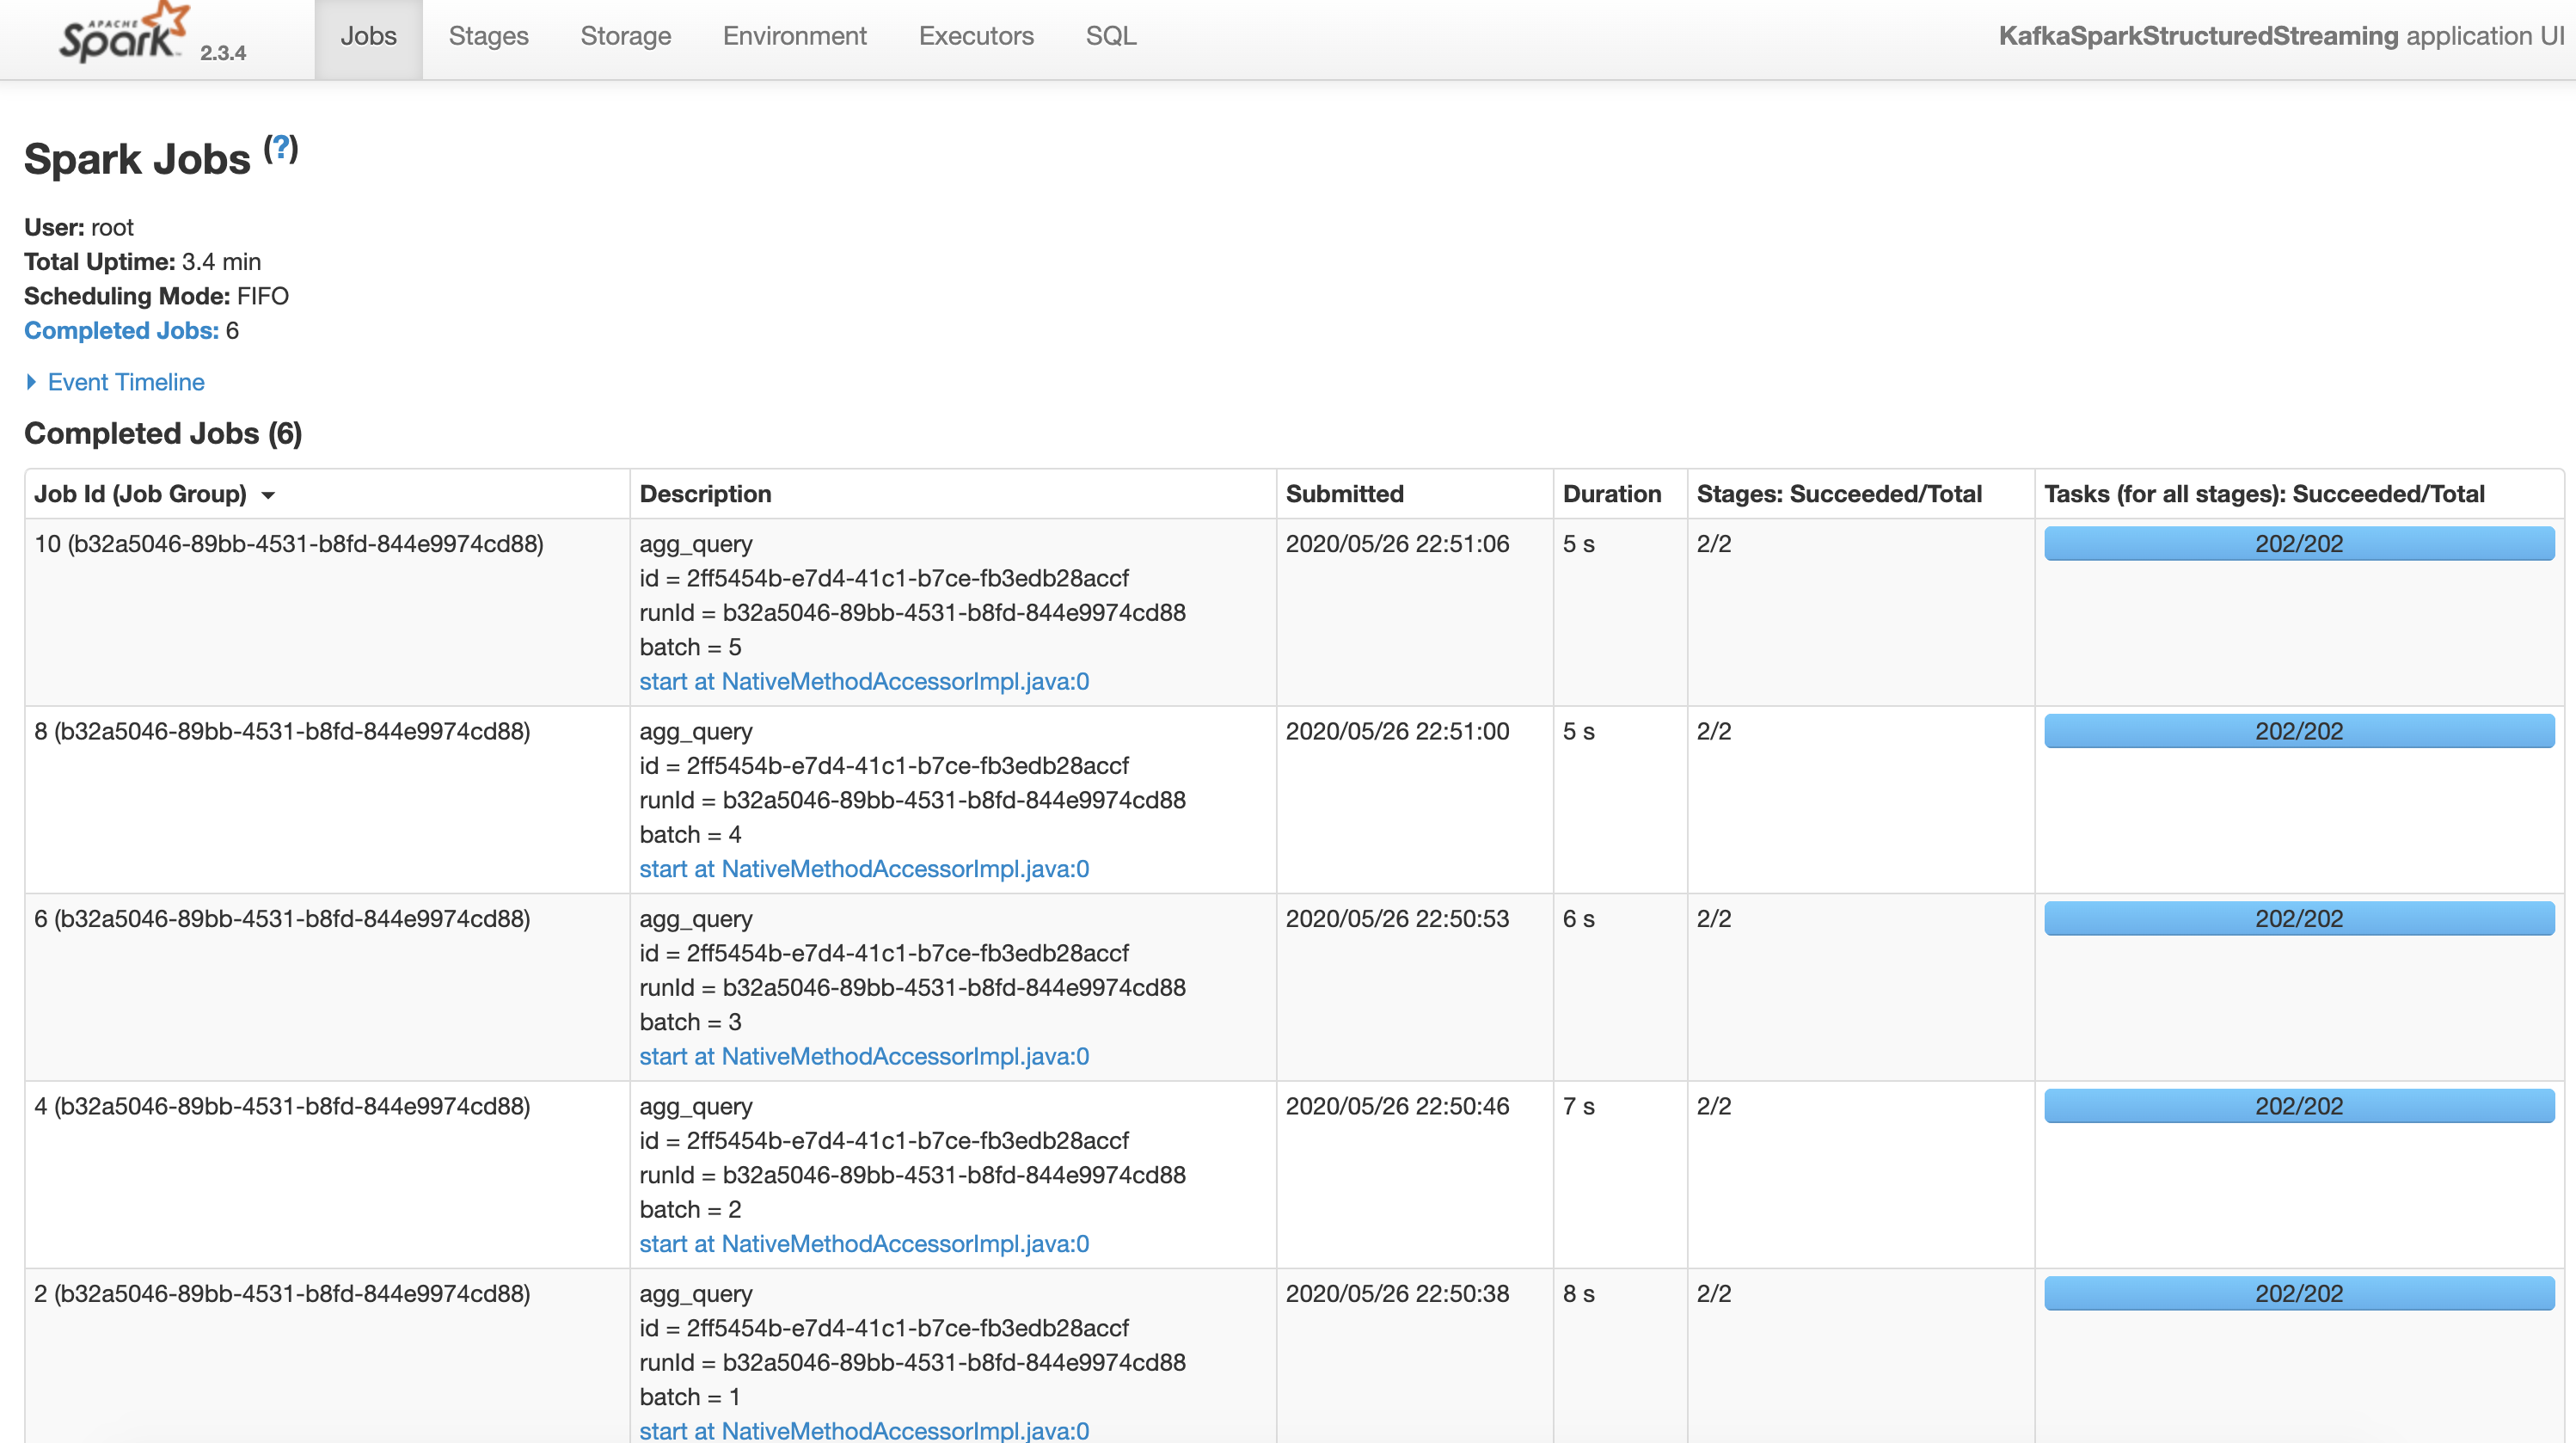 APACHE
Spark 2.3.4
Jobs Stages Storage Environment Executors SQL KafkaSparkStructuredStreaming application UI
Spark Jobs (?)
User: root
Total Uptime: 3.4 min
Scheduling Mode: FIFO
Completed Jobs: 6
Event Timeline
Completed Jobs (6)
Job Id (Job Group) Description Submitted Duration Stages: Succeeded/Total Tasks (for all stages): Succeeded/Total
10 (b32a5046-89bb-4531-b8fd-844e9974cd88) agg_query 2020/05/26 22:51:06 5 s 2/2 202/202
id = 2ff5454b-e7d4-41c1-b7ce-fb3edb28accf
runId = b32a5046-89bb-4531-b8fd-844e9974cd88
batch = 5
start at NativeMethodAccessorImpl.java:0
8 (b32a5046-89bb-4531-b8fd-844e9974cd88) agg_query 2020/05/26 22:51:00 5 s 2/2 202/202
id = 2ff5454b-e7d4-41c1-b7ce-fb3edb28accf
runId = b32a5046-89bb-4531-b8fd-844e9974cd88
batch = 4
start at NativeMethodAccessorImpl.java:0
6 (b32a5046-89bb-4531-b8fd-844e9974cd88) agg_query 2020/05/26 22:50:53 6 s 2/2 202/202
id = 2ff5454b-e7d4-41c1-b7ce-fb3edb28accf
runId = b32a5046-89bb-4531-b8fd-844e9974cd88
batch = 3
start at NativeMethodAccessorImpl.java:0
4 (b32a5046-89bb-4531-b8fd-844e9974cd88) agg_query 2020/05/26 22:50:46 7 s 2/2 202/202
id = 2ff5454b-e7d4-41c1-b7ce-fb3edb28accf
runId = b32a5046-89bb-4531-b8fd-844e9974cd88
batch = 2
start at NativeMethodAccessorImpl.java:0
2 (b32a5046-89bb-4531-b8fd-844e9974cd88) agg_query 2020/05/26 22:50:38 8 s 2/2 202/202
id = 2ff5454b-e7d4-41c1-b7ce-fb3edb28accf
runId = b32a5046-89bb-4531-b8fd-844e9974cd88
batch = 1
start at NativeMethodAccessorImpl.java:0